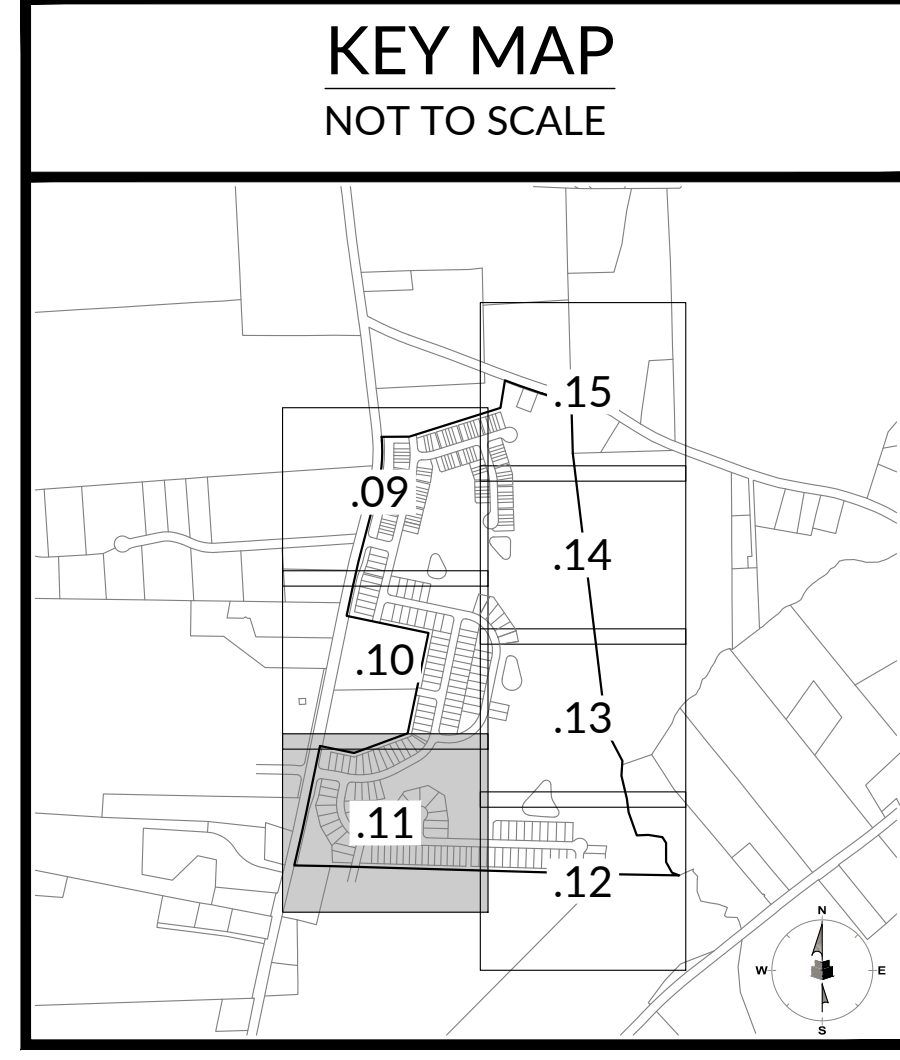 KEY MAP
NOT TO SCALE
.15
.09
.14
.10
.13
.11
.12
N
W
E
S